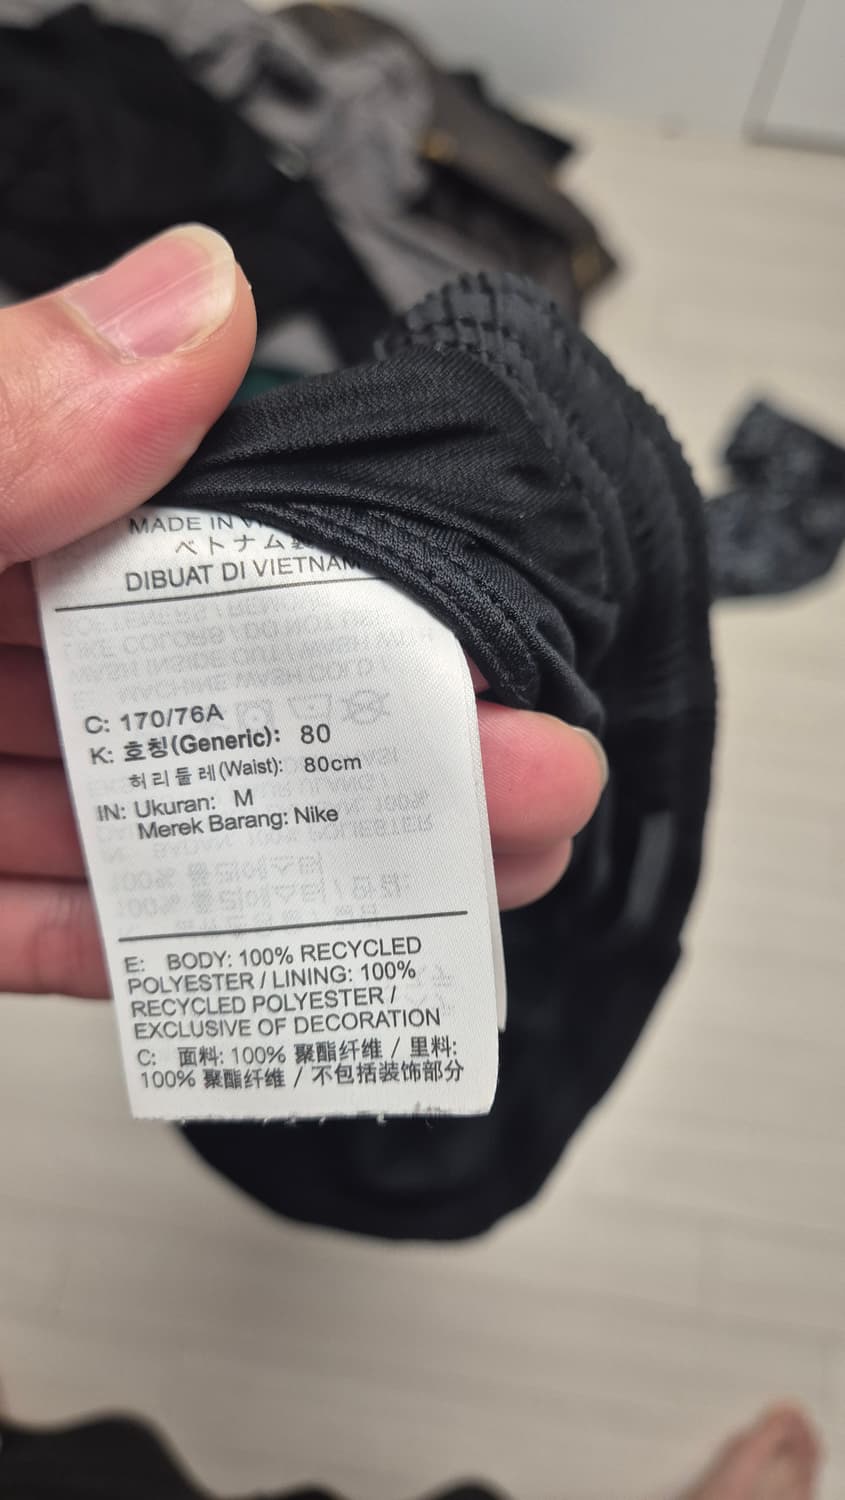 MADE IN
ベトナム製
DIBUAT DI VIETNAM
C: 170/76A
K: 호칭(Generic): 80
허리둘레(Waist): 80cm
IN: Ukuran: M
Merek Barang: Nike
E: BODY: 100% RECYCLED
POLYESTER / LINING: 100%
RECYCLED POLYESTER /
EXCLUSIVE OF DECORATION
C: 面料: 100% 聚酯纤维 / 里料:
100% 聚酯纤维 / 不包括装饰部分